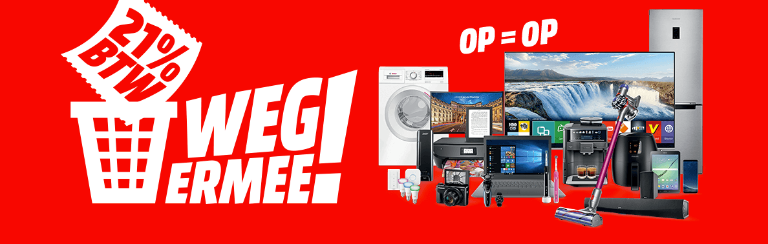 21%
BTW
WEG
ERMEE!
OP = OP